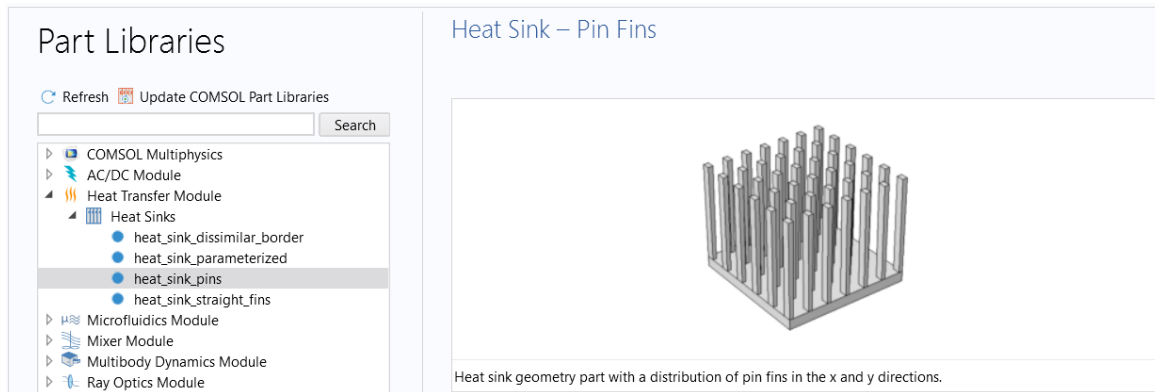 Part Libraries
Refresh Update COMSOL Part Libraries
Search
COMSOL Multiphysics
AC/DC Module
Heat Transfer Module
Heat Sinks
heat_sink_dissimilar_border
heat_sink_parameterized
heat_sink_pins
heat_sink_straight_fins
Microfluidics Module
Mixer Module
Multibody Dynamics Module
Ray Optics Module
Heat Sink – Pin Fins
Heat sink geometry part with a distribution of pin fins in the x and y directions.